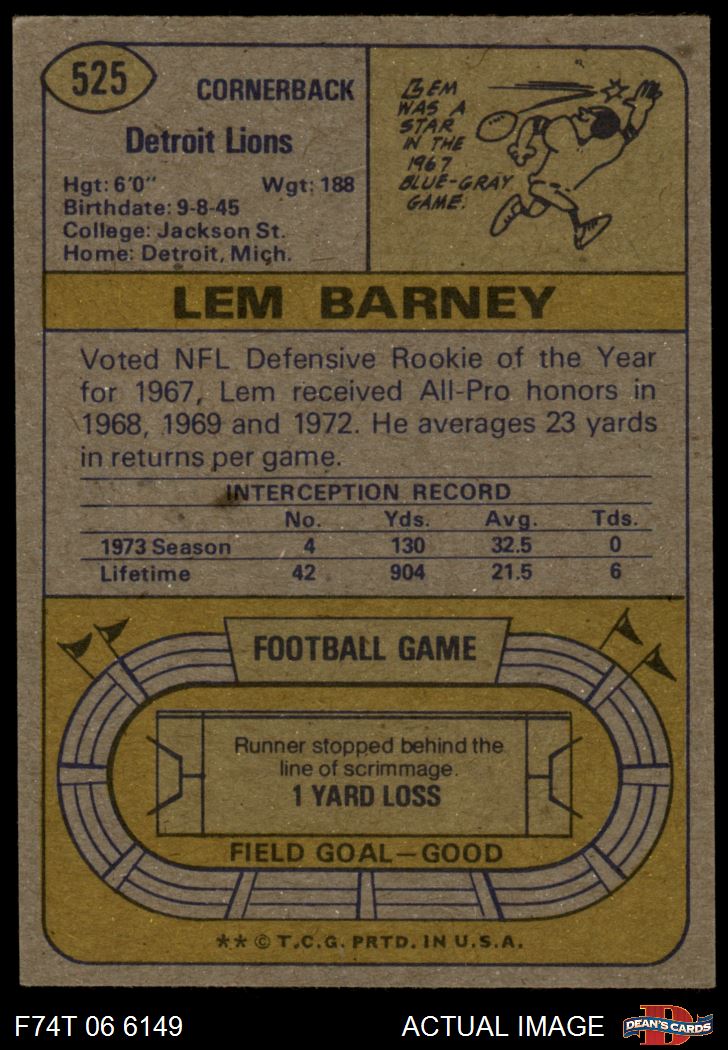 525
CORNERBACK
Detroit Lions
Hgt: 6'0" Wgt: 188
Birthdate: 9-8-45
College: Jackson St.
Home: Detroit, Mich.
LEM
WAS A
STAR
IN THE
1967
BLUE-GRAY
GAME.
LEM BARNEY
Voted NFL Defensive Rookie of the Year
for 1967, Lem received All-Pro honors in
1968, 1969 and 1972. He averages 23 yards
in returns per game.
INTERCEPTION RECORD
No. Yds. Avg. Tds.
1973 Season 4 130 32.5 0
Lifetime 42 904 21.5 6
FOOTBALL GAME
Runner stopped behind the
line of scrimmage.
1 YARD LOSS
FIELD GOAL—GOOD
** © T.C.G. PRTD. IN U.S.A.
F74T 06 6149 ACTUAL IMAGE
D
DEAN'S CARDS